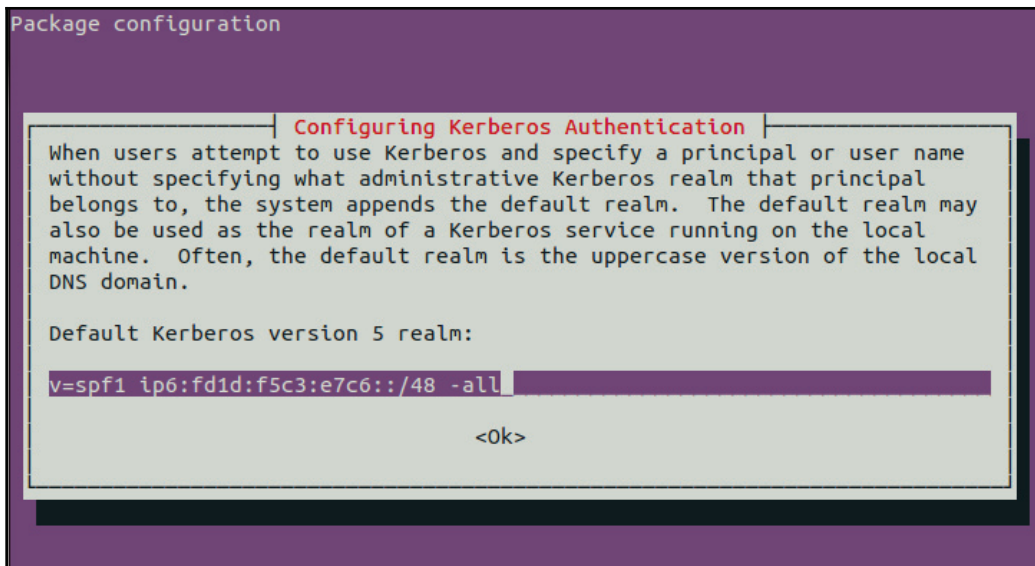 Package configuration
Configuring Kerberos Authentication
When users attempt to use Kerberos and specify a principal or user name
without specifying what administrative Kerberos realm that principal
belongs to, the system appends the default realm.  The default realm may
also be used as the realm of a Kerberos service running on the local
machine.  Often, the default realm is the uppercase version of the local
DNS domain.
Default Kerberos version 5 realm:
v=spf1 ip6:fd1d:f5c3:e7c6::/48 -all
<Ok>